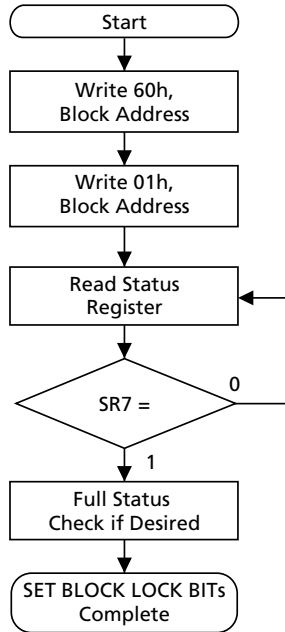 Start
Write 60h,
Block Address
Write 01h,
Block Address
Read Status
Register
SR7 =
0
1
Full Status
Check if Desired
SET BLOCK LOCK BITs
Complete